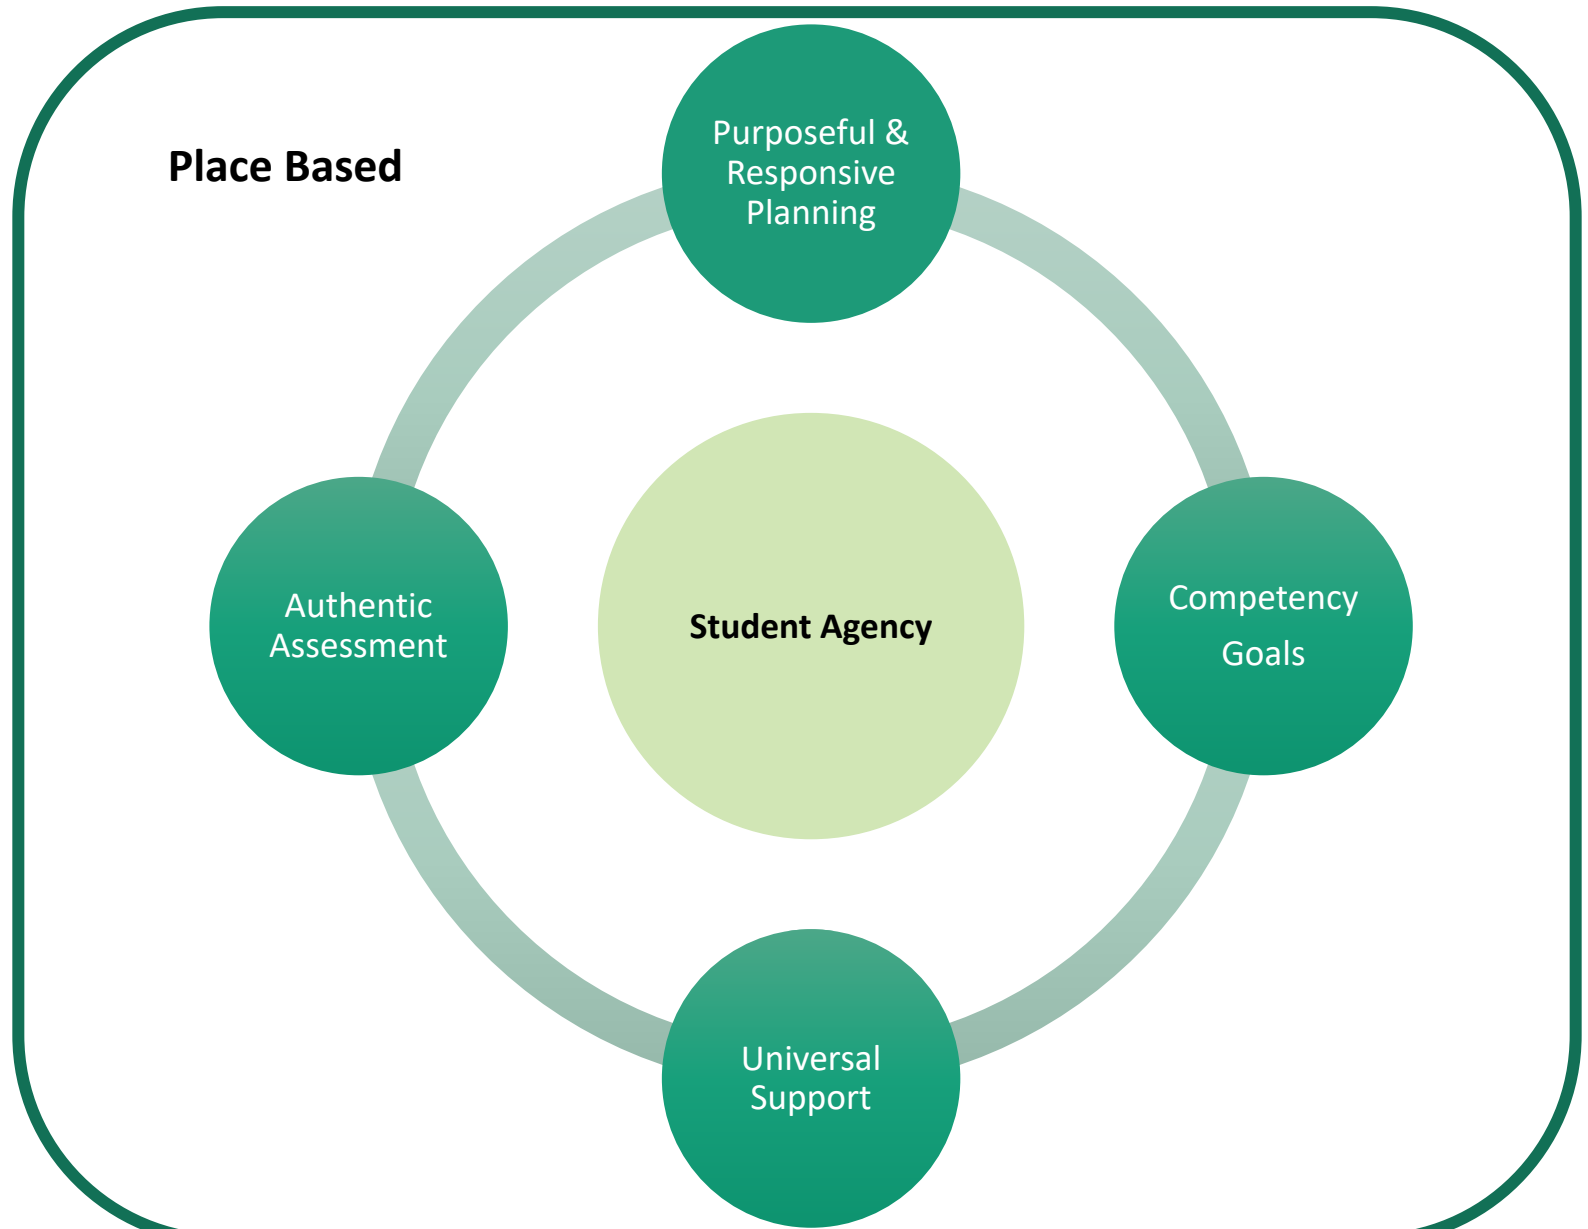 Place Based
Purposeful &
Responsive
Planning
Authentic
Assessment
Student Agency
Competency
Goals
Universal
Support